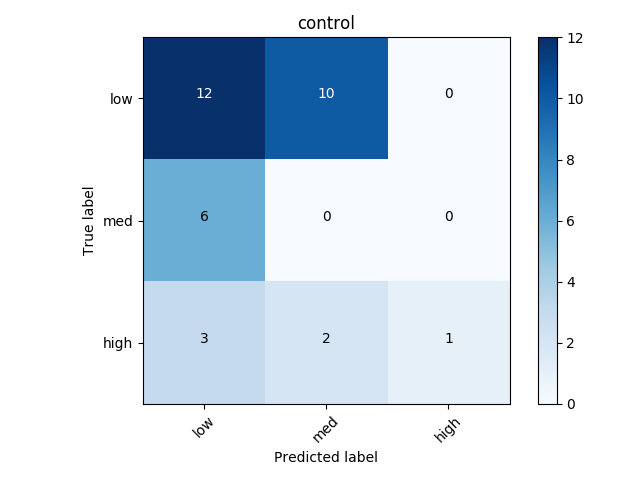 control
12
low 12 10 0
10
8
True label
med 6 0 0
6
4
high 3 2 1
2
0
low med high
Predicted label